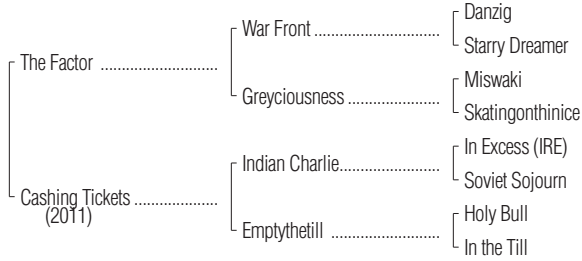 Danzig
War Front ..............................
Starry Dreamer
The Factor ............................
Miswaki
Greyciousness ......................
Skatingonthinice
In Excess (IRE)
Indian Charlie........................
Soviet Sojourn
Cashing Tickets ....................
(2011)
Holy Bull
Emptythetill ..........................
In the Till